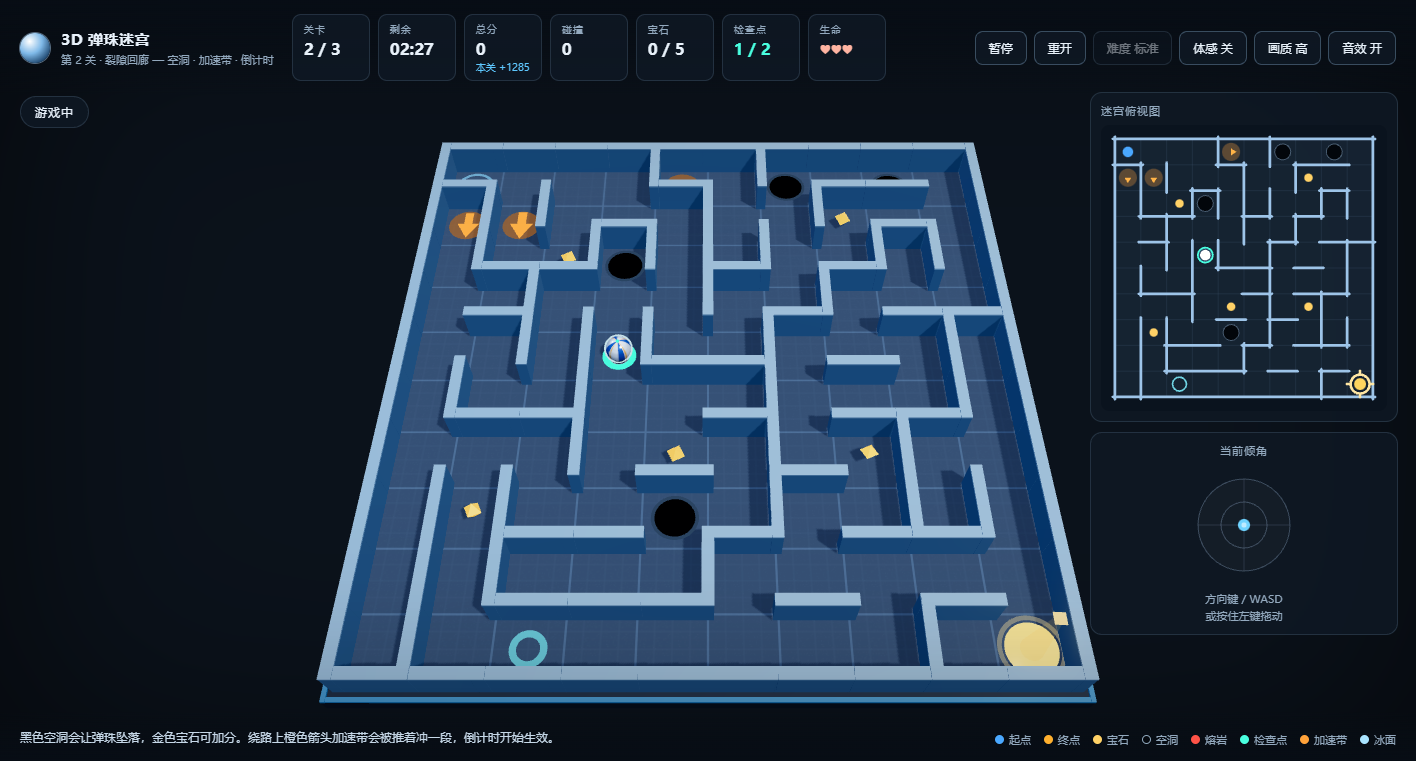 3D 弹珠迷宫
第 2 关 · 裂隙回廊 — 空洞 · 加速带 · 倒计时
关卡
2 / 3
剩余
02:27
总分
0
本关 +1285
碰撞
0
宝石
0 / 5
检查点
1 / 2
生命
♥♥♥
暂停
重开
难度 标准
体感 关
画质 高
音效 开
游戏中
迷宫俯视图
当前倾角
方向键 / WASD
或按住左键拖动
黑色空洞会让弹珠坠落，金色宝石可加分。绕路上橙色箭头加速带会被推着冲一段，倒计时开始生效。
起点
终点
宝石
空洞
熔岩
检查点
加速带
冰面